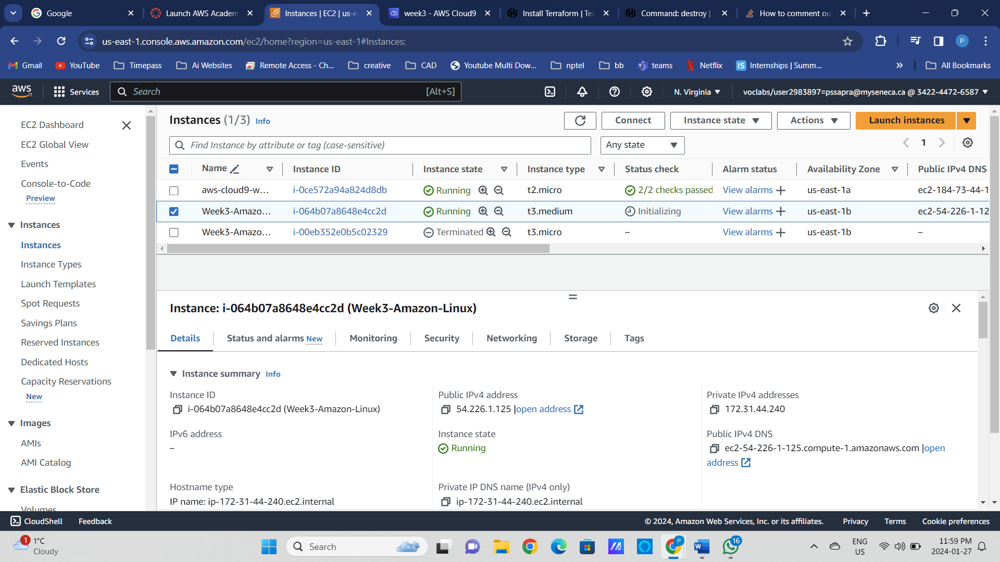 Google
Launch AWS Academ
Instances | EC2 | us-e
week3 - AWS Cloud9
Install Terraform | Ter
Command: destroy |
How to comment ou
us-east-1.console.aws.amazon.com/ec2/home?region=us-east-1#Instances:
P
Gmail
YouTube
Timepass
Ai Websites
Remote Access - Ch...
creative
CAD
Youtube Multi Dow...
nptel
bb
teams
Netflix
IS Internships | Summ...
All Bookmarks
aws
Services
Search
[Alt+S]
N. Virginia
voclabs/user2983897=pssapra@myseneca.ca @ 3422-4472-6587
EC2 Dashboard
EC2 Global View
Events
Console-to-Code
Preview
Instances
Instances
Instance Types
Launch Templates
Spot Requests
Savings Plans
Reserved Instances
Dedicated Hosts
Capacity Reservations
New
Images
AMIs
AMI Catalog
Elastic Block Store
Volumes
Instances (1/3) Info
Connect
Instance state
Actions
Launch instances
Find Instance by attribute or tag (case-sensitive)
Any state
1
Name Instance ID Instance state Instance type Status check Alarm status Availability Zone Public IPv4 DNS
aws-cloud9-w... i-0ce572a94a824d8db Running t2.micro 2/2 checks passed View alarms + us-east-1a ec2-184-73-44-1
Week3-Amazo... i-064b07a8648e4cc2d Running t3.medium Initializing View alarms + us-east-1b ec2-54-226-1-12
Week3-Amazo... i-00eb352e0b5c02329 Terminated t3.micro – View alarms + us-east-1b –
Instance: i-064b07a8648e4cc2d (Week3-Amazon-Linux)
Details
Status and alarms New
Monitoring
Security
Networking
Storage
Tags
Instance summary Info
Instance ID
i-064b07a8648e4cc2d (Week3-Amazon-Linux)
Public IPv4 address
54.226.1.125 |open address
Private IPv4 addresses
172.31.44.240
IPv6 address
–
Instance state
Running
Public IPv4 DNS
ec2-54-226-1-125.compute-1.amazonaws.com |open
address
Hostname type
IP name: ip-172-31-44-240.ec2.internal
Private IP DNS name (IPv4 only)
ip-172-31-44-240.ec2.internal
CloudShell
Feedback
© 2024, Amazon Web Services, Inc. or its affiliates.
Privacy
Terms
Cookie preferences
1
1°C
Cloudy
Search
P
W
16
ENG
US
11:59 PM
2024-01-27